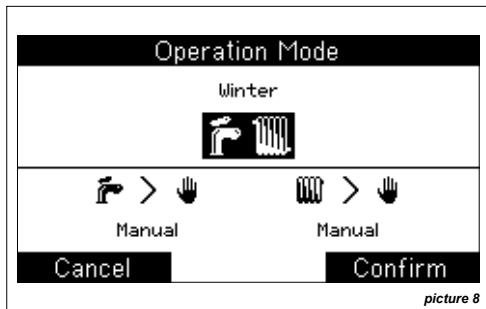 Operation Mode
Winter
> >
Manual Manual
Cancel Confirm
picture 8